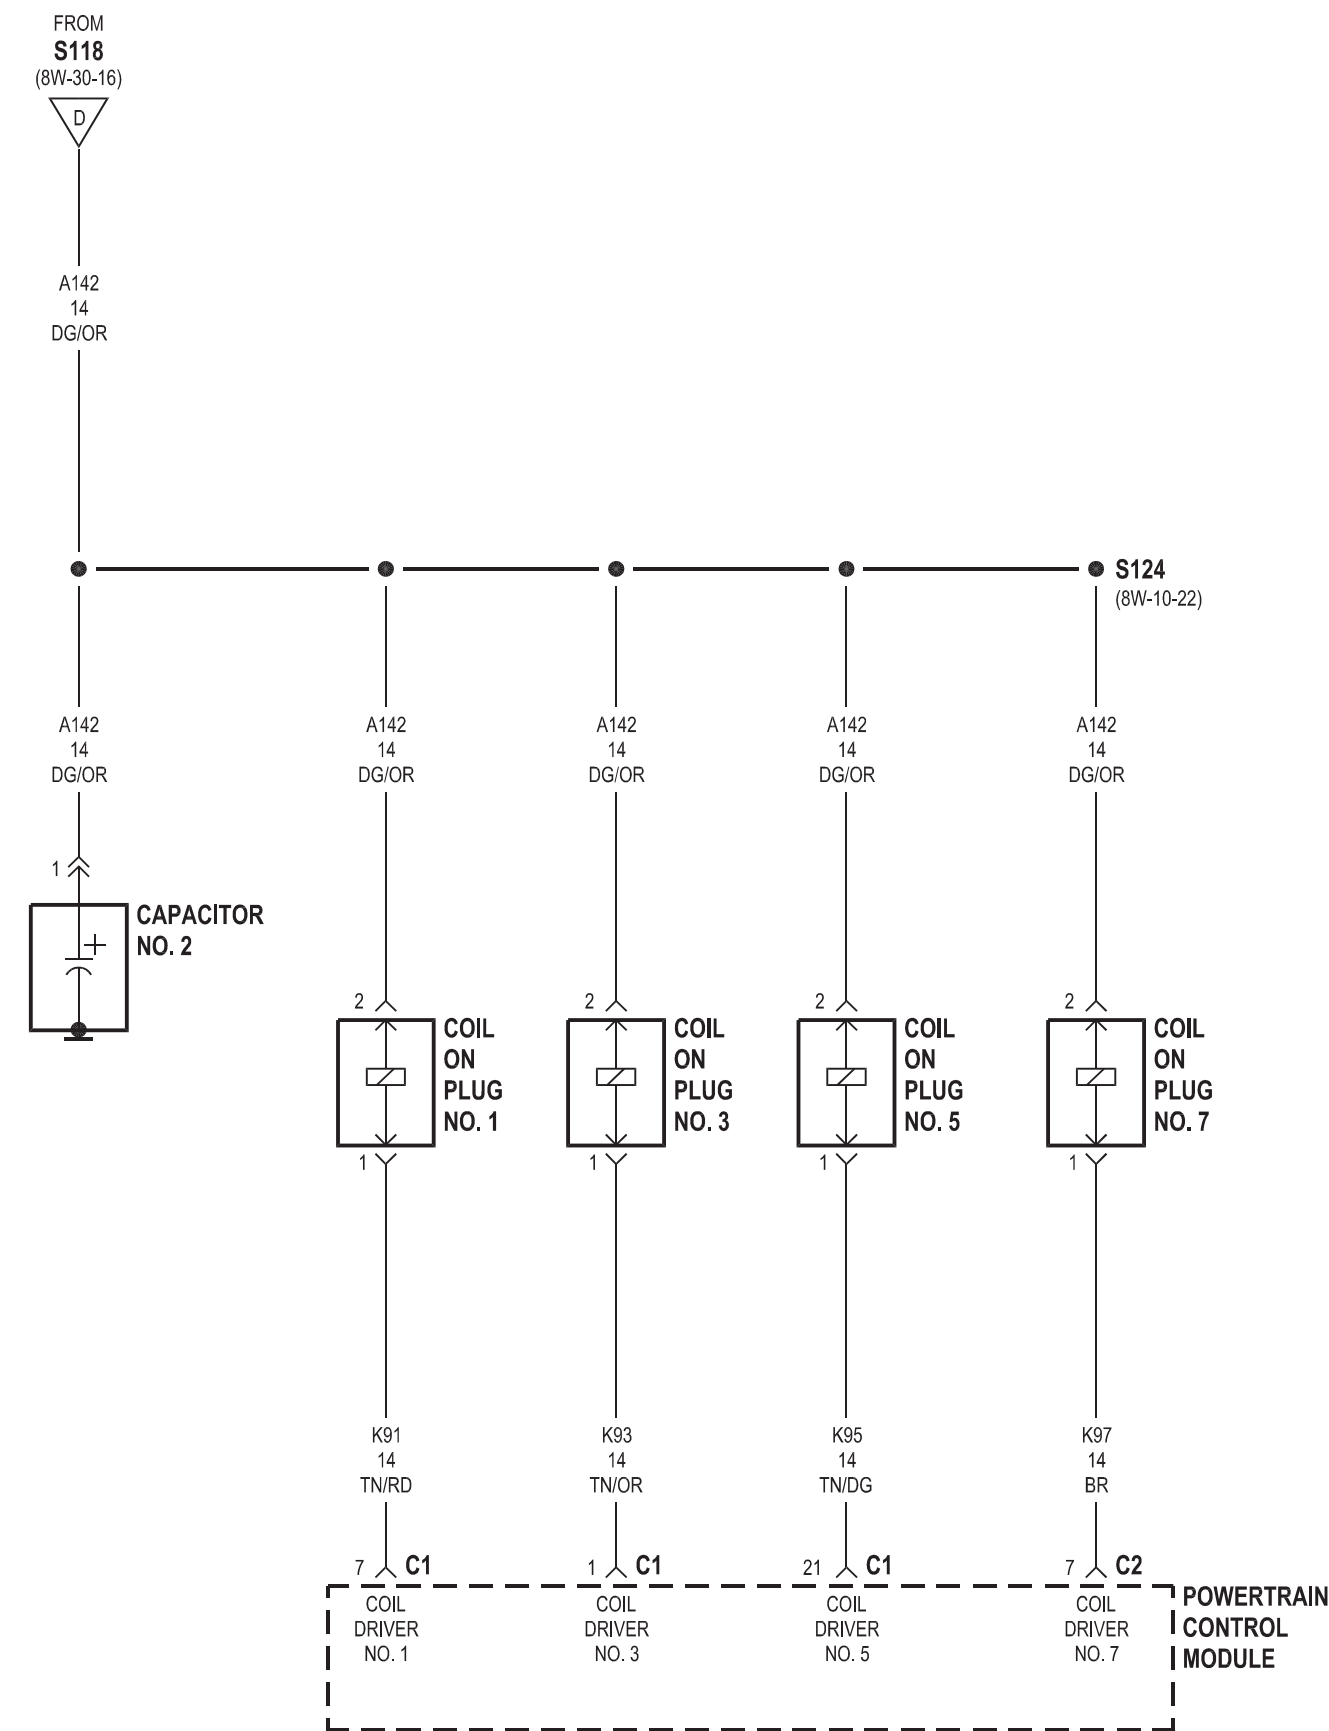 FROM
S118
(8W-30-16)
D
A142
14
DG/OR
S124
(8W-10-22)
A142
14
DG/OR
A142
14
DG/OR
A142
14
DG/OR
A142
14
DG/OR
A142
14
DG/OR
1
CAPACITOR
NO. 2
+
2
COIL
ON
PLUG
NO. 1
1
2
COIL
ON
PLUG
NO. 3
1
2
COIL
ON
PLUG
NO. 5
1
2
COIL
ON
PLUG
NO. 7
1
K91
14
TN/RD
K93
14
TN/OR
K95
14
TN/DG
K97
14
BR
7 C1
1 C1
21 C1
7 C2
COIL
DRIVER
NO. 1
COIL
DRIVER
NO. 3
COIL
DRIVER
NO. 5
COIL
DRIVER
NO. 7
POWERTRAIN
CONTROL
MODULE